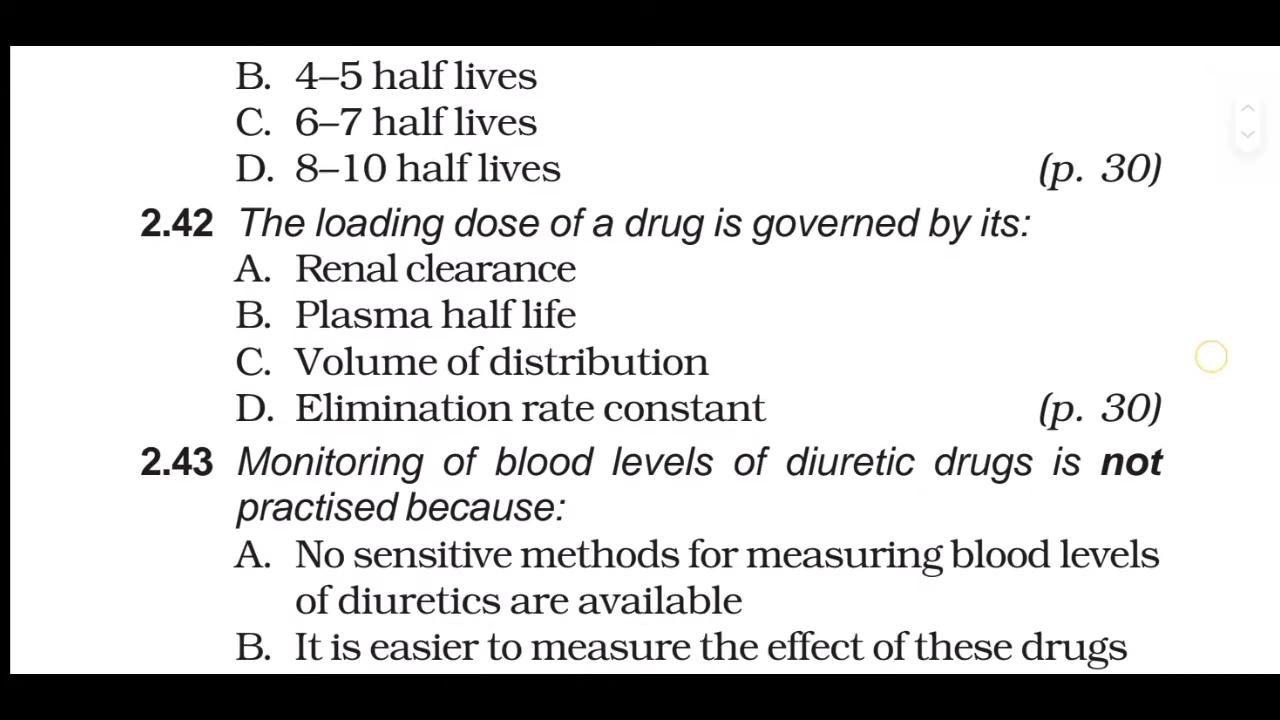 B. 4–5 half lives
C. 6–7 half lives
D. 8–10 half lives (p. 30)
2.42 The loading dose of a drug is governed by its:
A. Renal clearance
B. Plasma half life
C. Volume of distribution
D. Elimination rate constant (p. 30)
2.43 Monitoring of blood levels of diuretic drugs is not
practised because:
A. No sensitive methods for measuring blood levels
of diuretics are available
B. It is easier to measure the effect of these drugs